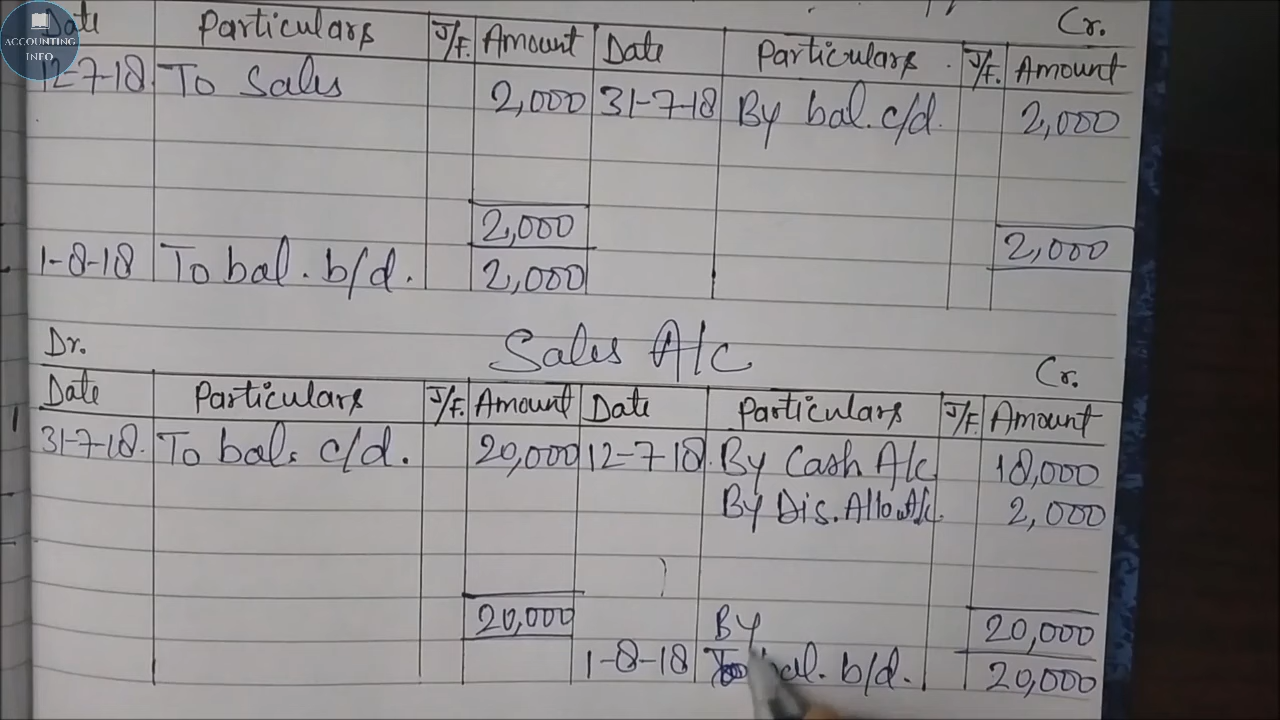 ACCOUNTING
INFO
Cr.
Date Particulars J/F. Amount Date Particulars J/F. Amount
12-7-18 To Sales 2,000 31-7-18 By bal. c/d. 2,000
2,000 2,000
1-8-18 To bal. b/d. 2,000
Sales A/c
Dr. Cr.
Date Particulars J/F. Amount Date Particulars J/F. Amount
31-7-18. To bal. c/d. 20,000 12-7-18. By Cash A/c 18,000
By Dis. Allo. A/c. 2,000
20,000 By 20,000
1-8-18 bal. b/d. 20,000